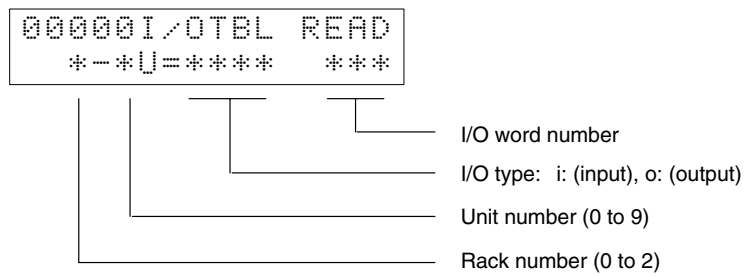 00000I/OTBL READ
*-*U=**** ***
I/O word number
I/O type: i: (input), o: (output)
Unit number (0 to 9)
Rack number (0 to 2)